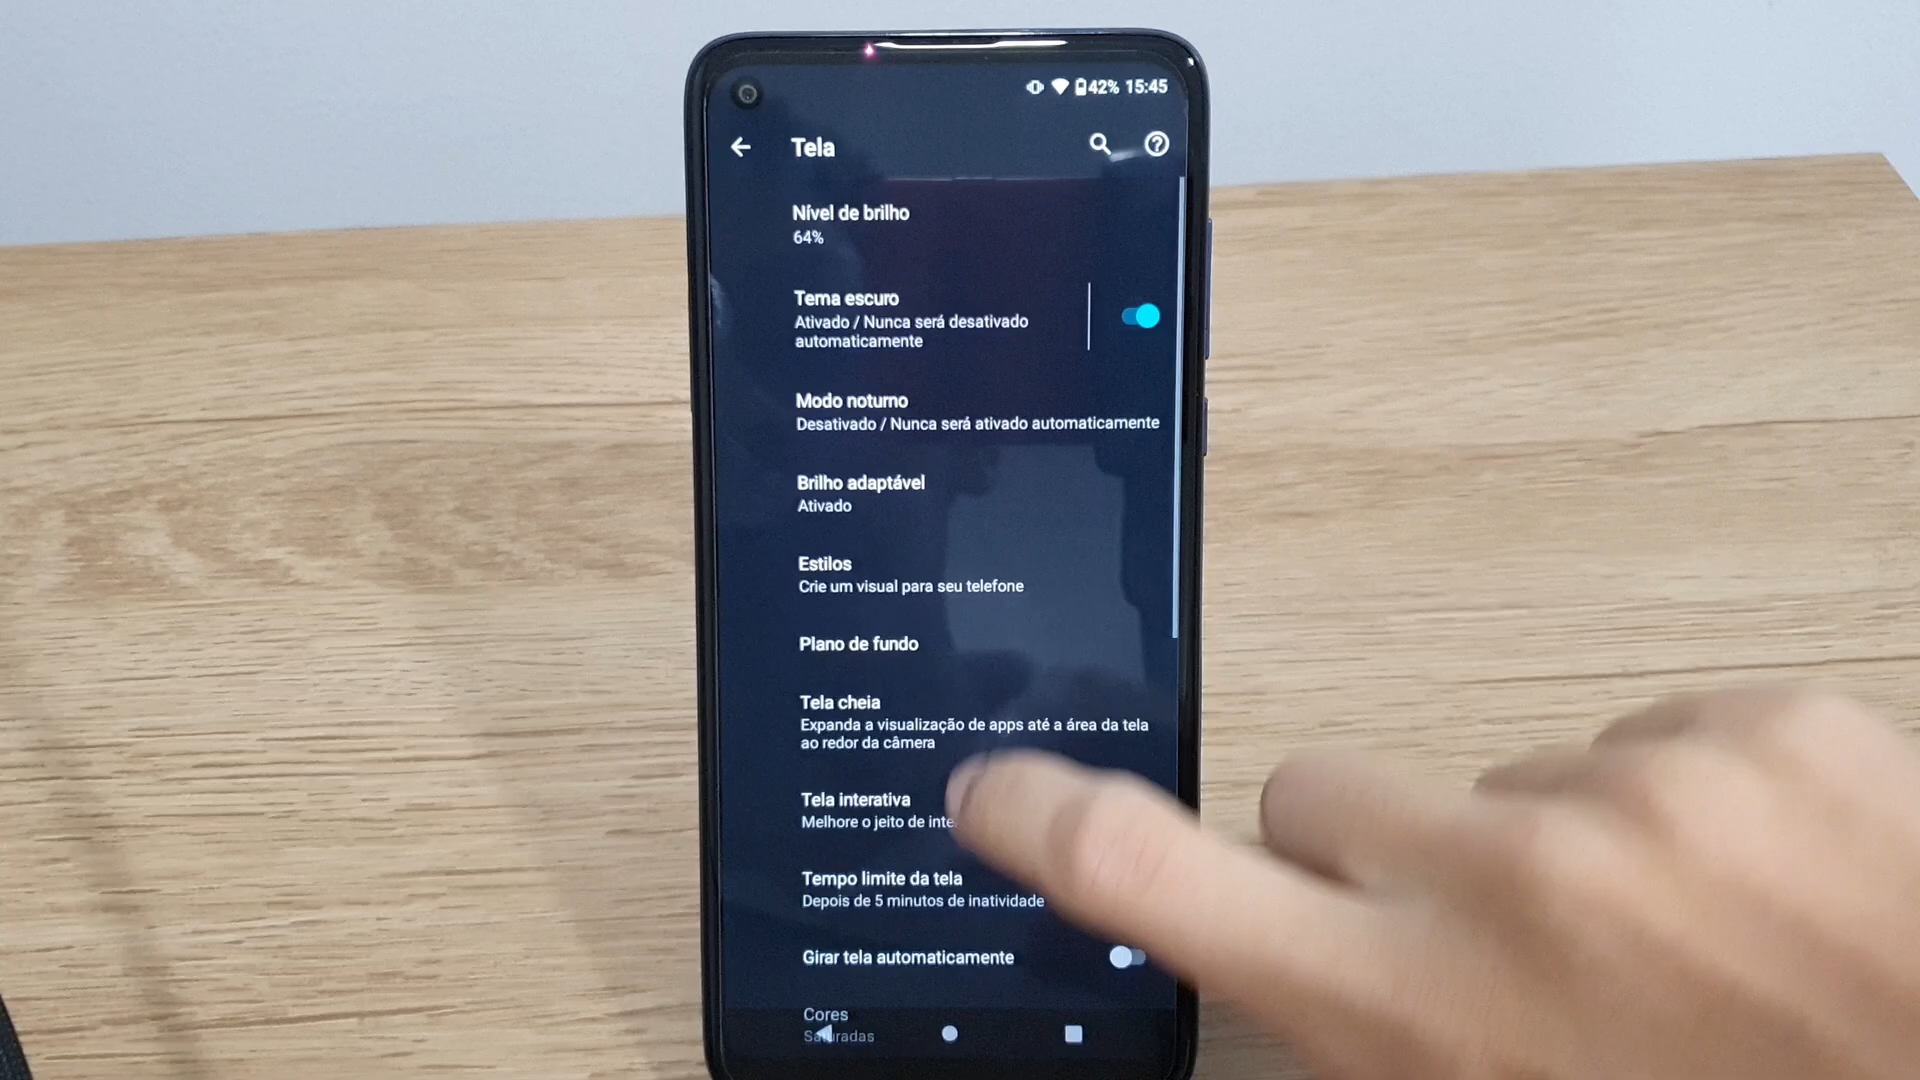 42% 15:45
Tela
Nível de brilho
64%
Tema escuro
Ativado / Nunca será desativado
automaticamente
Modo noturno
Desativado / Nunca será ativado automaticamente
Brilho adaptável
Ativado
Estilos
Crie um visual para seu telefone
Plano de fundo
Tela cheia
Expanda a visualização de apps até a área da tela
ao redor da câmera
Tela interativa
Melhore o jeito de
Tempo limite da tela
Depois de 5 minutos de inatividade
Girar tela automaticamente
Cores
Saturadas